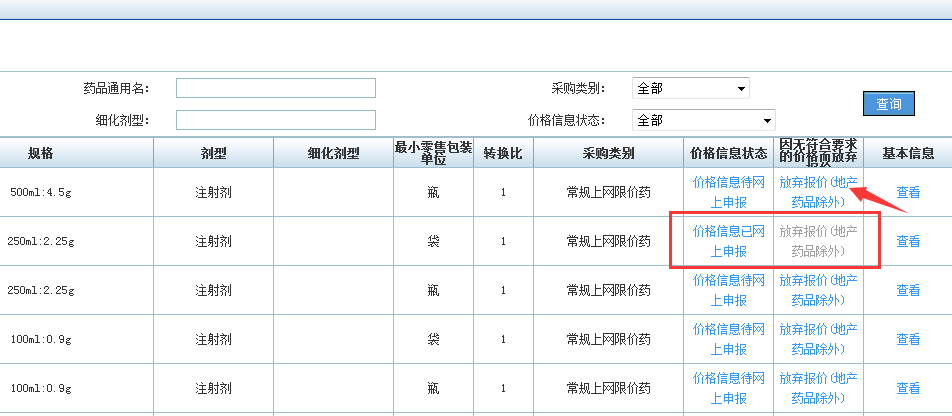 药品通用名：
采购类别：
全部
查询
细化剂型：
价格信息状态：
全部
规格
剂型
细化剂型
最小零售包装
单位
转换比
采购类别
价格信息状态
因无符合要求
的价格而放弃
基本信息
500ml:4.5g
注射剂
瓶
1
常规上网限价药
价格信息待网
上申报
放弃报价(地产
药品除外)
查看
250ml:2.25g
注射剂
袋
1
常规上网限价药
价格信息已网
上申报
放弃报价(地产
药品除外)
查看
250ml:2.25g
注射剂
瓶
1
常规上网限价药
价格信息待网
上申报
放弃报价(地产
药品除外)
查看
100ml:0.9g
注射剂
袋
1
常规上网限价药
价格信息待网
上申报
放弃报价(地产
药品除外)
查看
100ml:0.9g
注射剂
瓶
1
常规上网限价药
价格信息待网
上申报
放弃报价(地产
药品除外)
查看